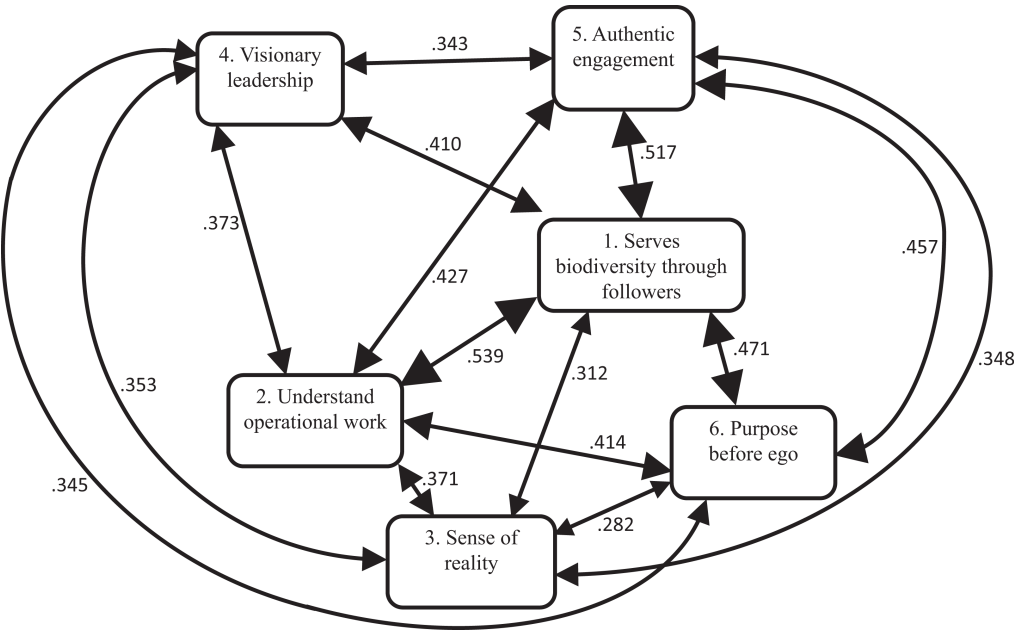 4. Visionary
leadership
.343
5. Authentic
engagement
.410
.517
.373
.427
1. Serves
biodiversity through
followers
.457
.539
.312
.471
.348
.353
2. Understand
operational work
.414
6. Purpose
before ego
.345
.371
.282
3. Sense of
reality